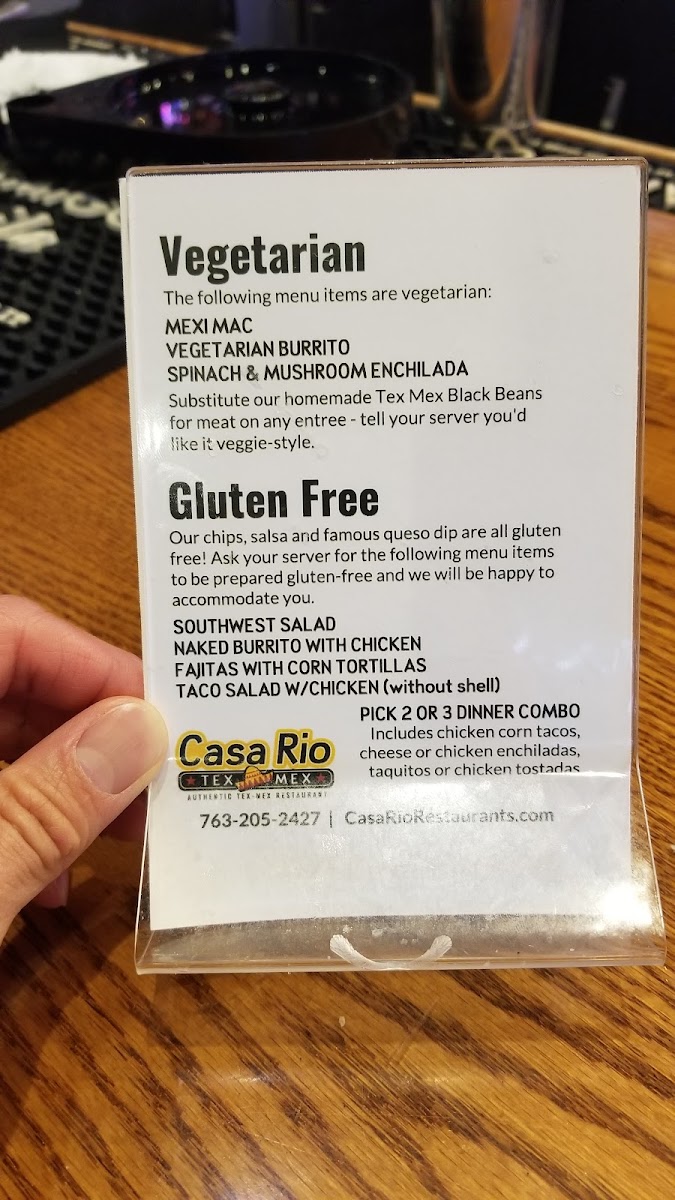 Vegetarian
The following menu items are vegetarian:
MEXI MAC
VEGETARIAN BURRITO
SPINACH & MUSHROOM ENCHILADA
Substitute our homemade Tex Mex Black Beans
for meat on any entree - tell your server you'd
like it veggie-style.
Gluten Free
Our chips, salsa and famous queso dip are all gluten
free! Ask your server for the following menu items
to be prepared gluten-free and we will be happy to
accommodate you.
SOUTHWEST SALAD
NAKED BURRITO WITH CHICKEN
FAJITAS WITH CORN TORTILLAS
TACO SALAD W/CHICKEN (without shell)
PICK 2 OR 3 DINNER COMBO
Includes chicken corn tacos,
cheese or chicken enchiladas,
taquitos or chicken tostadas
Casa Rio
TEX MEX
AUTHENTIC TEX-MEX RESTAURANT
763-205-2427 | CasaRioRestaurants.com